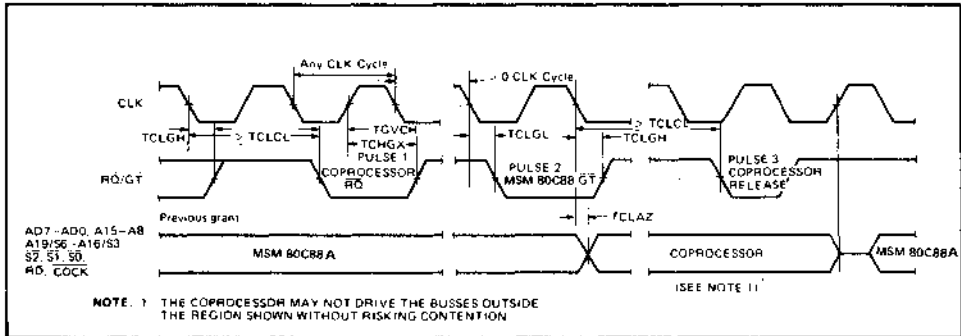 Any CLK Cycle
0 CLK Cycle
CLK
TCLGH
≥ TCLCL
TGVCH
TCHGX
TCLGL
≥ TCLCL
TCLGH
PULSE 1
COPROCESSOR
RQ
PULSE 2
MSM 80C88 GT
PULSE 3
COPROCESSOR
RELEASE
RQ/GT
Previous grant
TCLAZ
AD7-AD0, A15-A8
A19/S6-A16/S3
S2, S1, S0,
RD, COCK
MSM 80C88A
COPROCESSOR
MSM 80C88A
(SEE NOTE 1)
NOTE. 1 THE COPROCESSOR MAY NOT DRIVE THE BUSSES OUTSIDE
THE REGION SHOWN WITHOUT RISKING CONTENTION